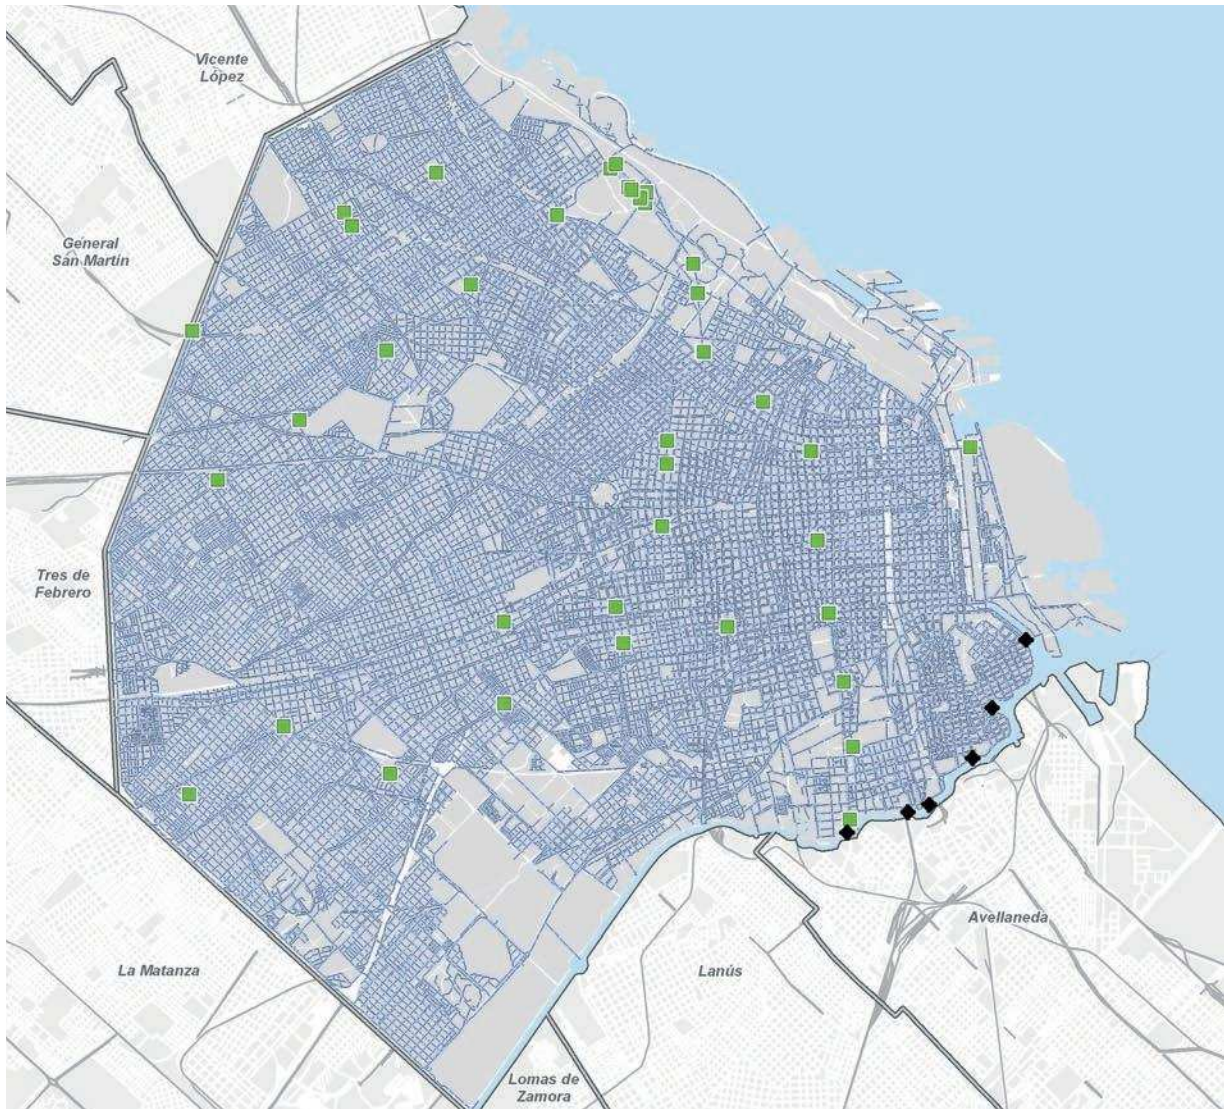 Vicente
López
General
San Martín
Tres de
Febrero
La Matanza
Lanús
Avellaneda
Lomas de
Zamora